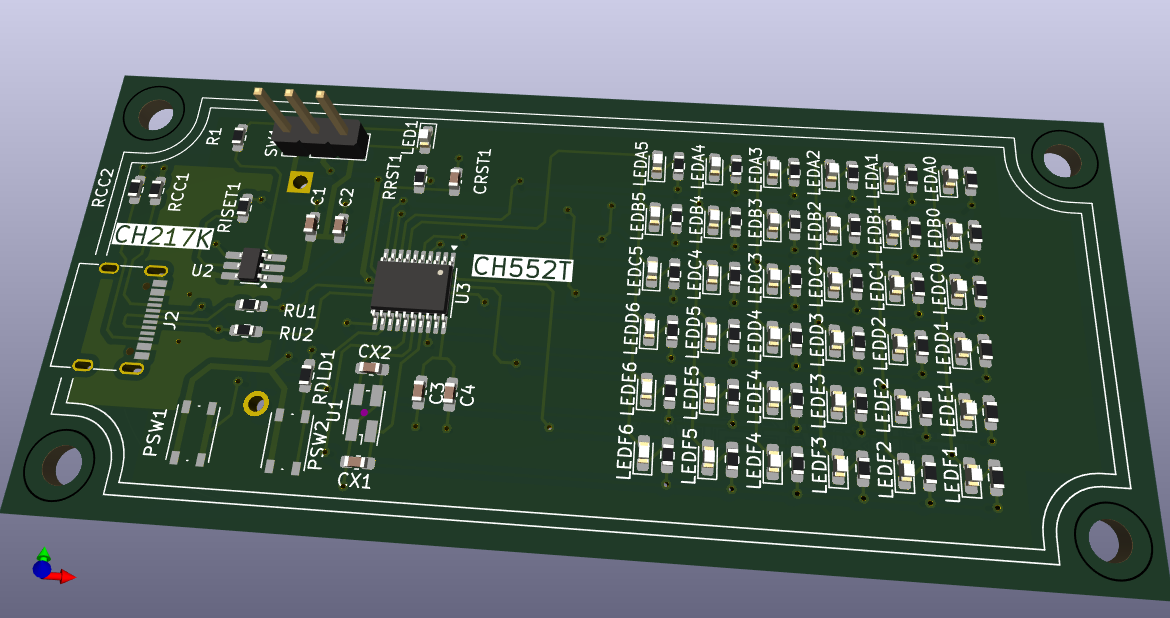 R1
SW
LED1
RCC2
RCC1
RISET1
C1
C2
RRST1
CRST1
CH217K
U2
J2
RU1
RU2
U3
CH552T
CX2
RDLD1
U1
C3
C4
PSW1
PSW2
CX1
LEDA5 LEDA4 LEDA3 LEDA2 LEDA1 LEDA0
LEDB5 LEDB4 LEDB3 LEDB2 LEDB1 LEDB0
LEDC5 LEDC4 LEDC3 LEDC2 LEDC1 LEDC0
LEDD6 LEDD5 LEDD4 LEDD3 LEDD2 LEDD1
LEDE6 LEDE5 LEDE4 LEDE3 LEDE2 LEDE1
LEDF6 LEDF5 LEDF4 LEDF3 LEDF2 LEDF1